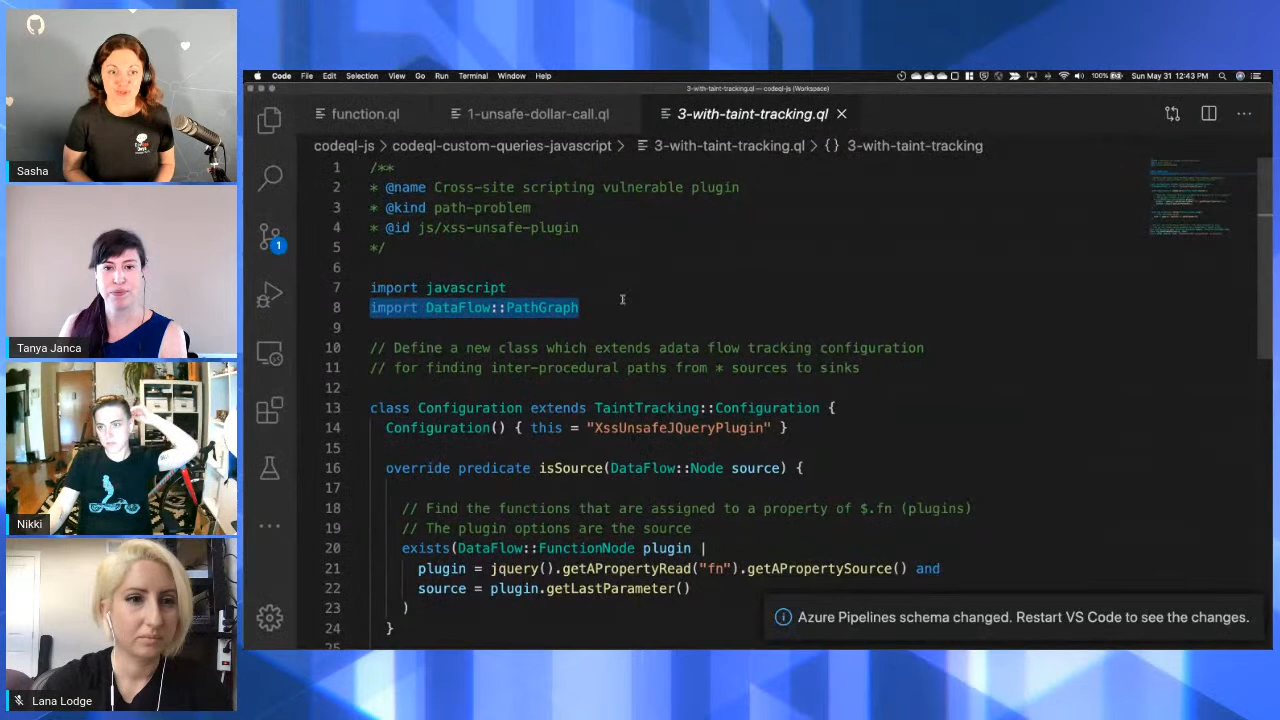 Sasha
Tanya Janca
Nikki
Lana Lodge
Code File Edit Selection View Go Run Terminal Window Help 100% Sun May 31 12:43 PM
3-with-taint-tracking.ql — codeql-js (Workspace)
function.ql 1-unsafe-dollar-call.ql 3-with-taint-tracking.ql
codeql-js > codeql-custom-queries-javascript > 3-with-taint-tracking.ql > {} 3-with-taint-tracking
1 /**
2 * @name Cross-site scripting vulnerable plugin
3 * @kind path-problem
4 * @id js/xss-unsafe-plugin
5 */
6
7 import javascript
8 import DataFlow::PathGraph
9
10 // Define a new class which extends adata flow tracking configuration
11 // for finding inter-procedural paths from * sources to sinks
12
13 class Configuration extends TaintTracking::Configuration {
14 Configuration() { this = "XssUnsafeJQueryPlugin" }
15
16 override predicate isSource(DataFlow::Node source) {
17
18 // Find the functions that are assigned to a property of $.fn (plugins)
19 // The plugin options are the source
20 exists(DataFlow::FunctionNode plugin |
21 plugin = jquery().getAPropertyRead("fn").getAPropertySource() and
22 source = plugin.getLastParameter()
23 )
24 }
1
Azure Pipelines schema changed. Restart VS Code to see the changes.